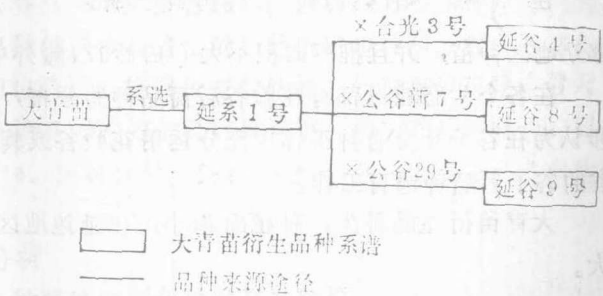 ×合光3号
延谷4号
大青苗
系选
延系1号
×公谷苗7号
延谷8号
×公谷29号
延谷9号
大青苗衍生品种系谱
品种来源途径